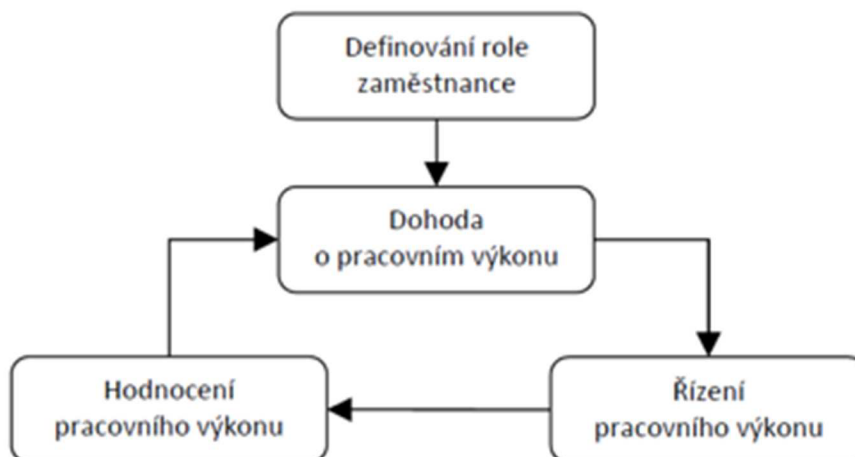 Definování role
zaměstnance
Dohoda
o pracovním výkonu
Hodnocení
pracovního výkonu
Řízení
pracovního výkonu